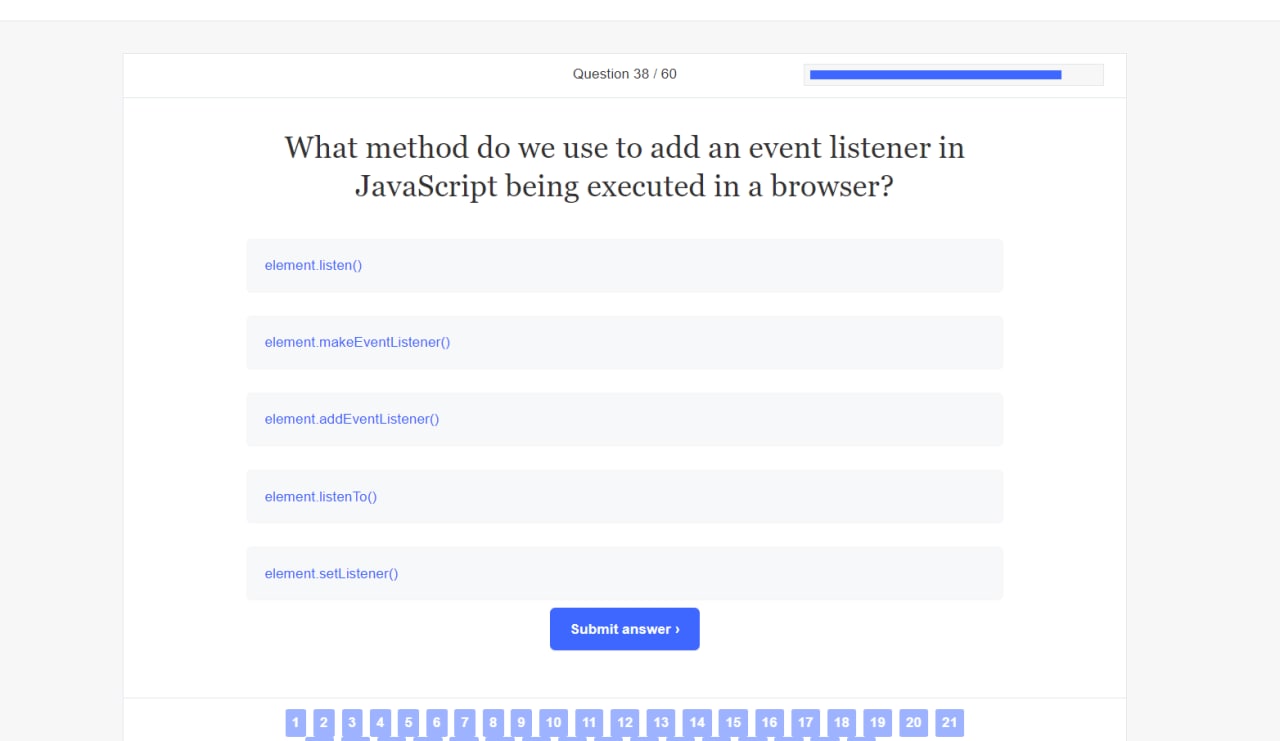 Question 38 / 60
What method do we use to add an event listener in
JavaScript being executed in a browser?
element.listen()
element.makeEventListener()
element.addEventListener()
element.listenTo()
element.setListener()
Submit answer ›
1 2 3 4 5 6 7 8 9 10 11 12 13 14 15 16 17 18 19 20 21